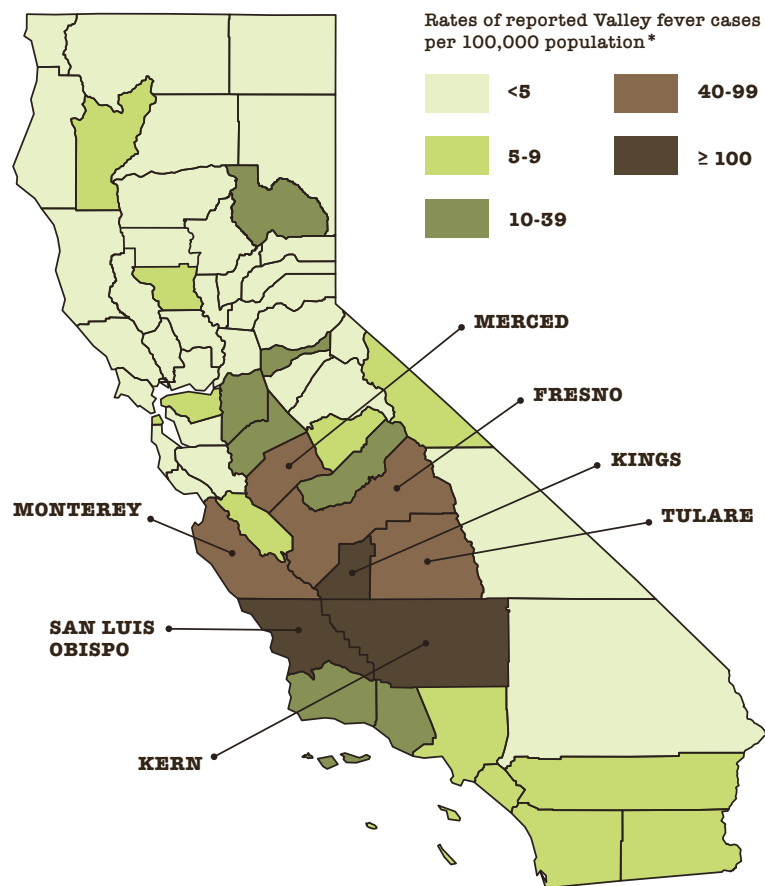 Rates of reported Valley fever cases
per 100,000 population*
<5
40-99
5-9
≥ 100
10-39
MERCED
FRESNO
KINGS
MONTEREY
TULARE
SAN LUIS
OBISPO
KERN